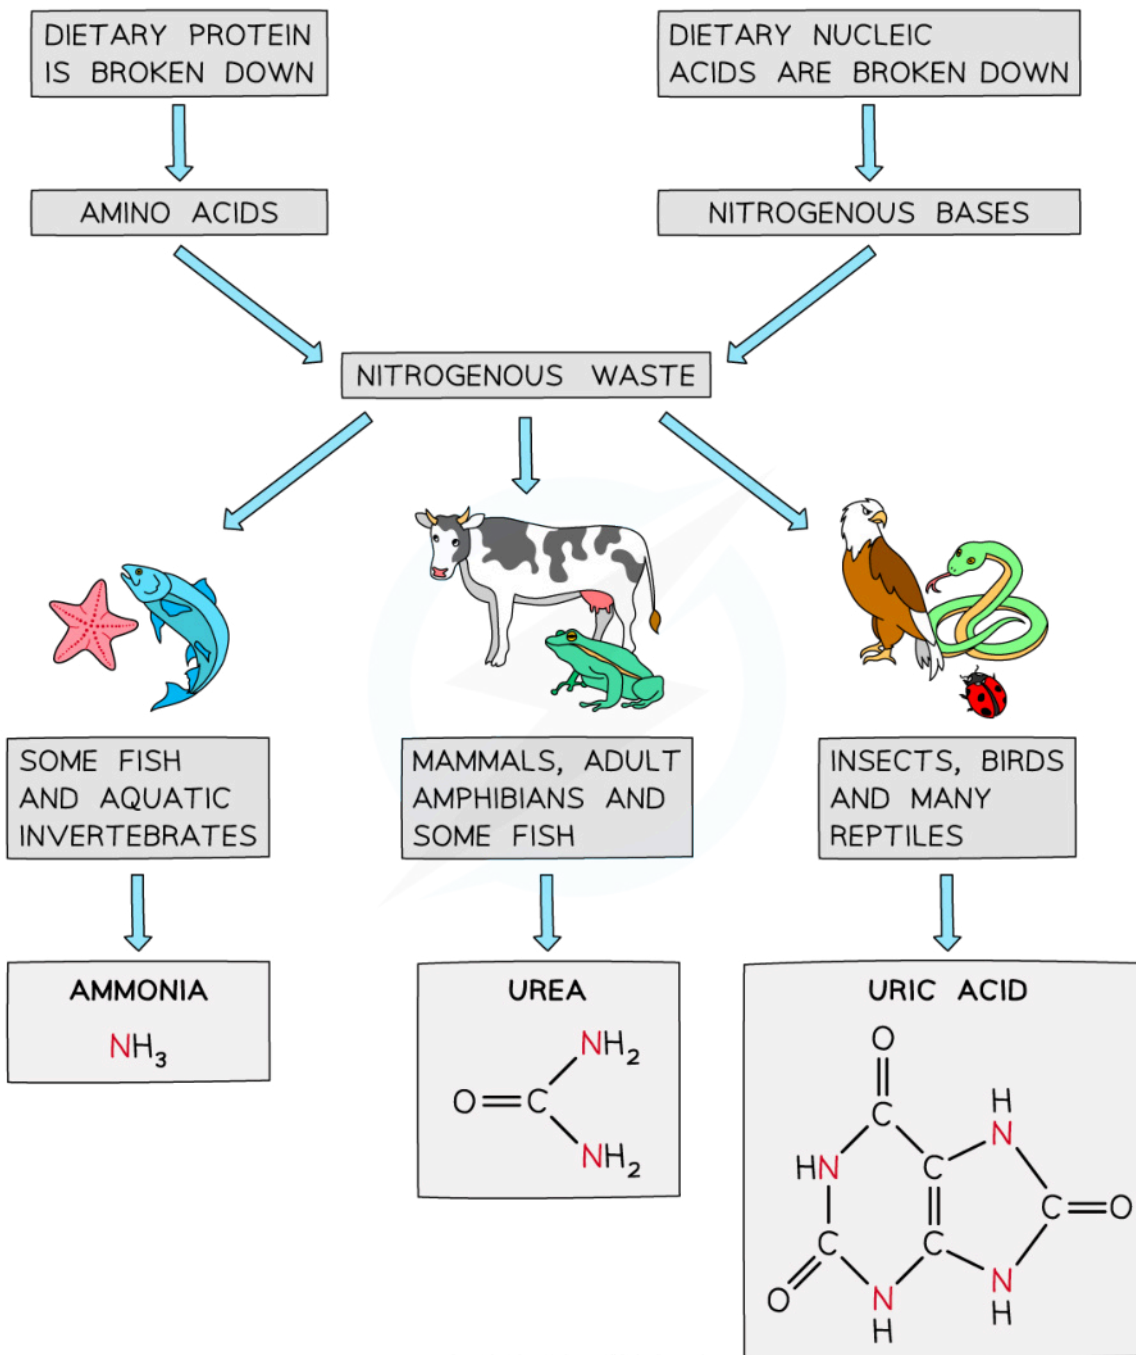 DIETARY PROTEIN
IS BROKEN DOWN
DIETARY NUCLEIC
ACIDS ARE BROKEN DOWN
AMINO ACIDS
NITROGENOUS BASES
NITROGENOUS WASTE
SOME FISH
AND AQUATIC
INVERTEBRATES
MAMMALS, ADULT
AMPHIBIANS AND
SOME FISH
INSECTS, BIRDS
AND MANY
REPTILES
AMMONIA
NH₃
UREA
NH₂
O=C
NH₂
URIC ACID
O
H
C
N
HN
C
C=O
C
C
O
N
N
H
H